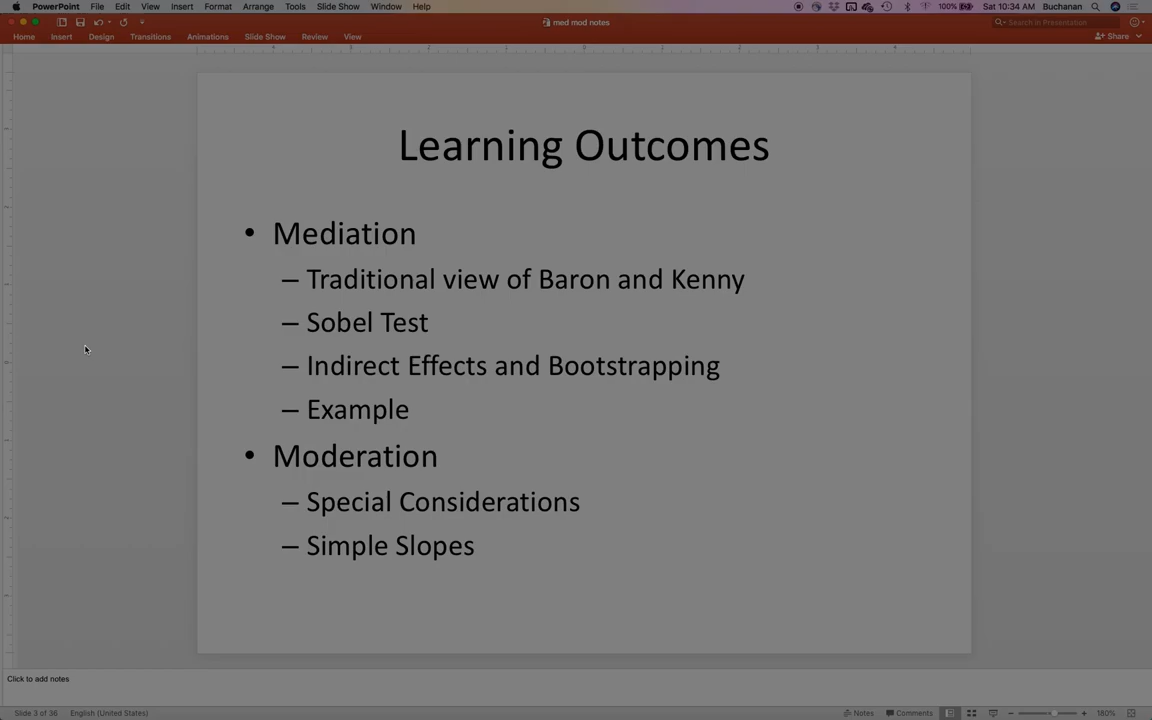 PowerPoint File Edit View Insert Format Arrange Tools Slide Show Window Help 100% Sat 10:34 AM Buchanan
med mod notes
Search in Presentation
Home Insert Design Transitions Animations Slide Show Review View Share
Learning Outcomes
• Mediation
– Traditional view of Baron and Kenny
– Sobel Test
– Indirect Effects and Bootstrapping
– Example
• Moderation
– Special Considerations
– Simple Slopes
Click to add notes
Slide 3 of 36 English (United States) Notes Comments 180%